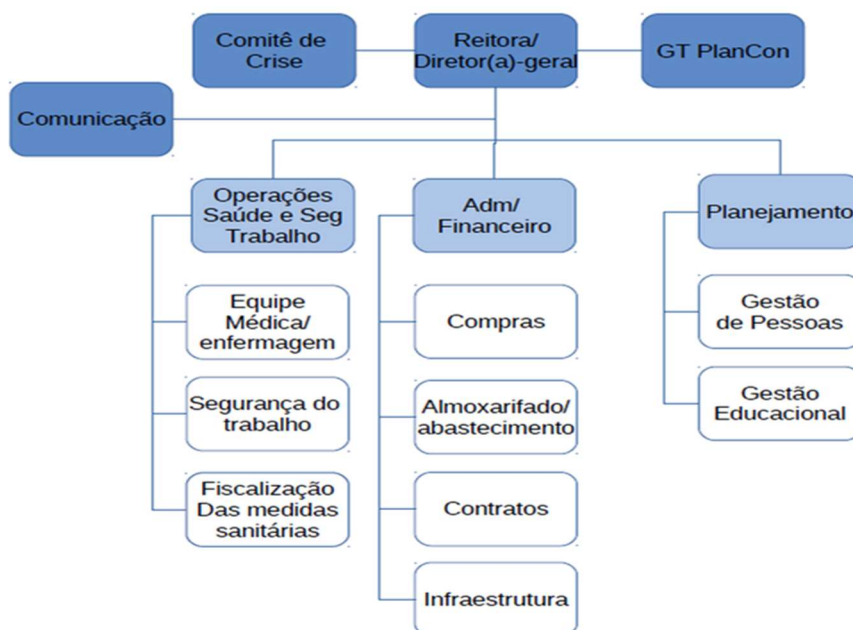 Comitê de
Crise
Reitora/
Diretor(a)-geral
GT PlanCon
Comunicação
Operações
Saúde e Seg
Trabalho
Adm/
Financeiro
Planejamento
Equipe
Médica/
enfermagem
Compras
Gestão
de Pessoas
Segurança do
trabalho
Almoxarifado/
abastecimento
Gestão
Educacional
Fiscalização
Das medidas
sanitárias
Contratos
Infraestrutura